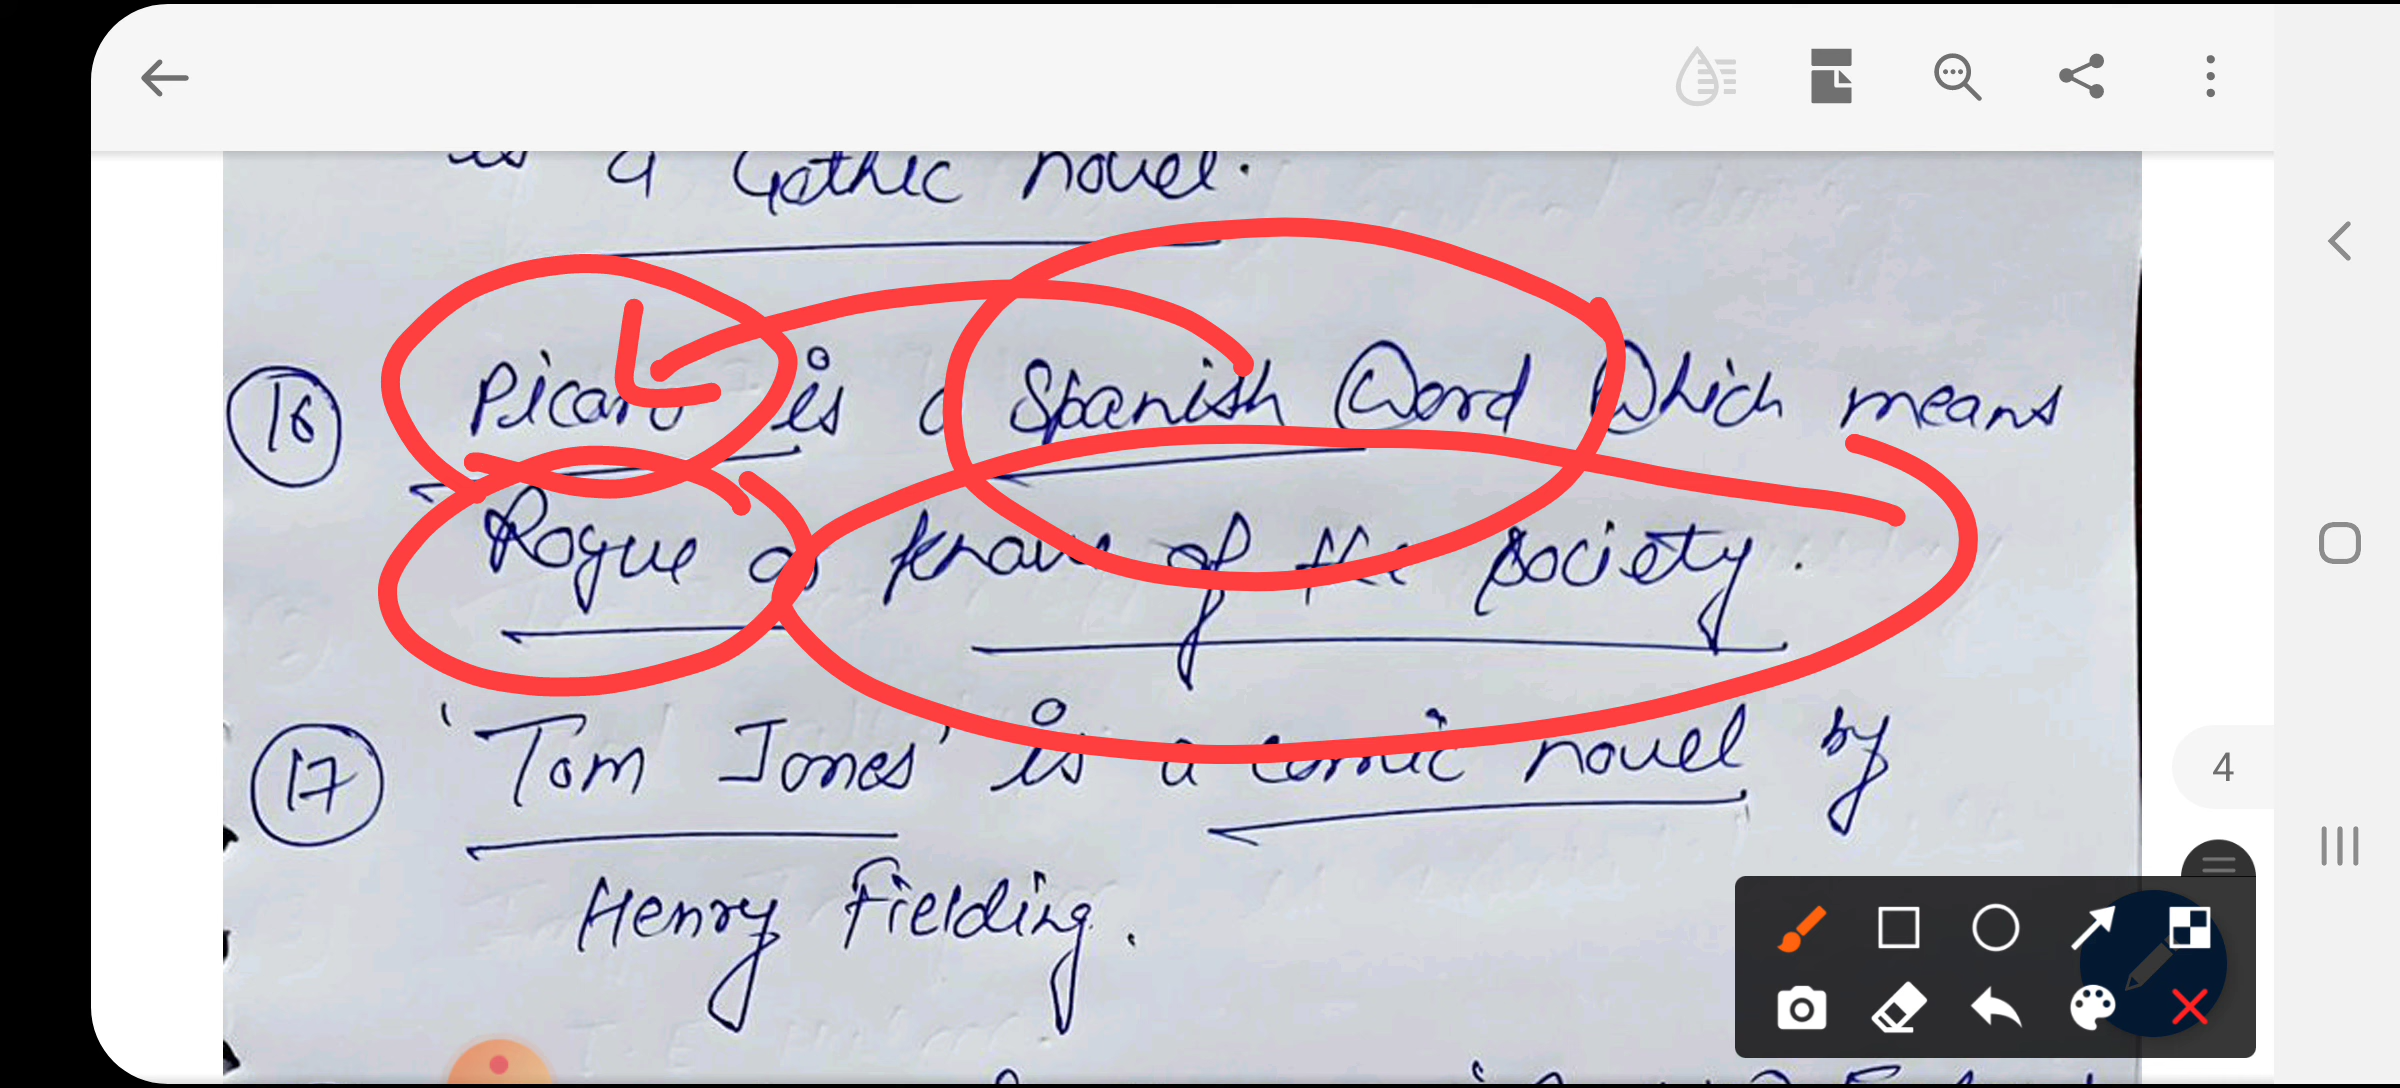 is a Gothic novel.
16 Picaro is a Spanish word which means
Rogue or knave of the society.
17 'Tom Jones' is a comic novel by
Henry Fielding.
4